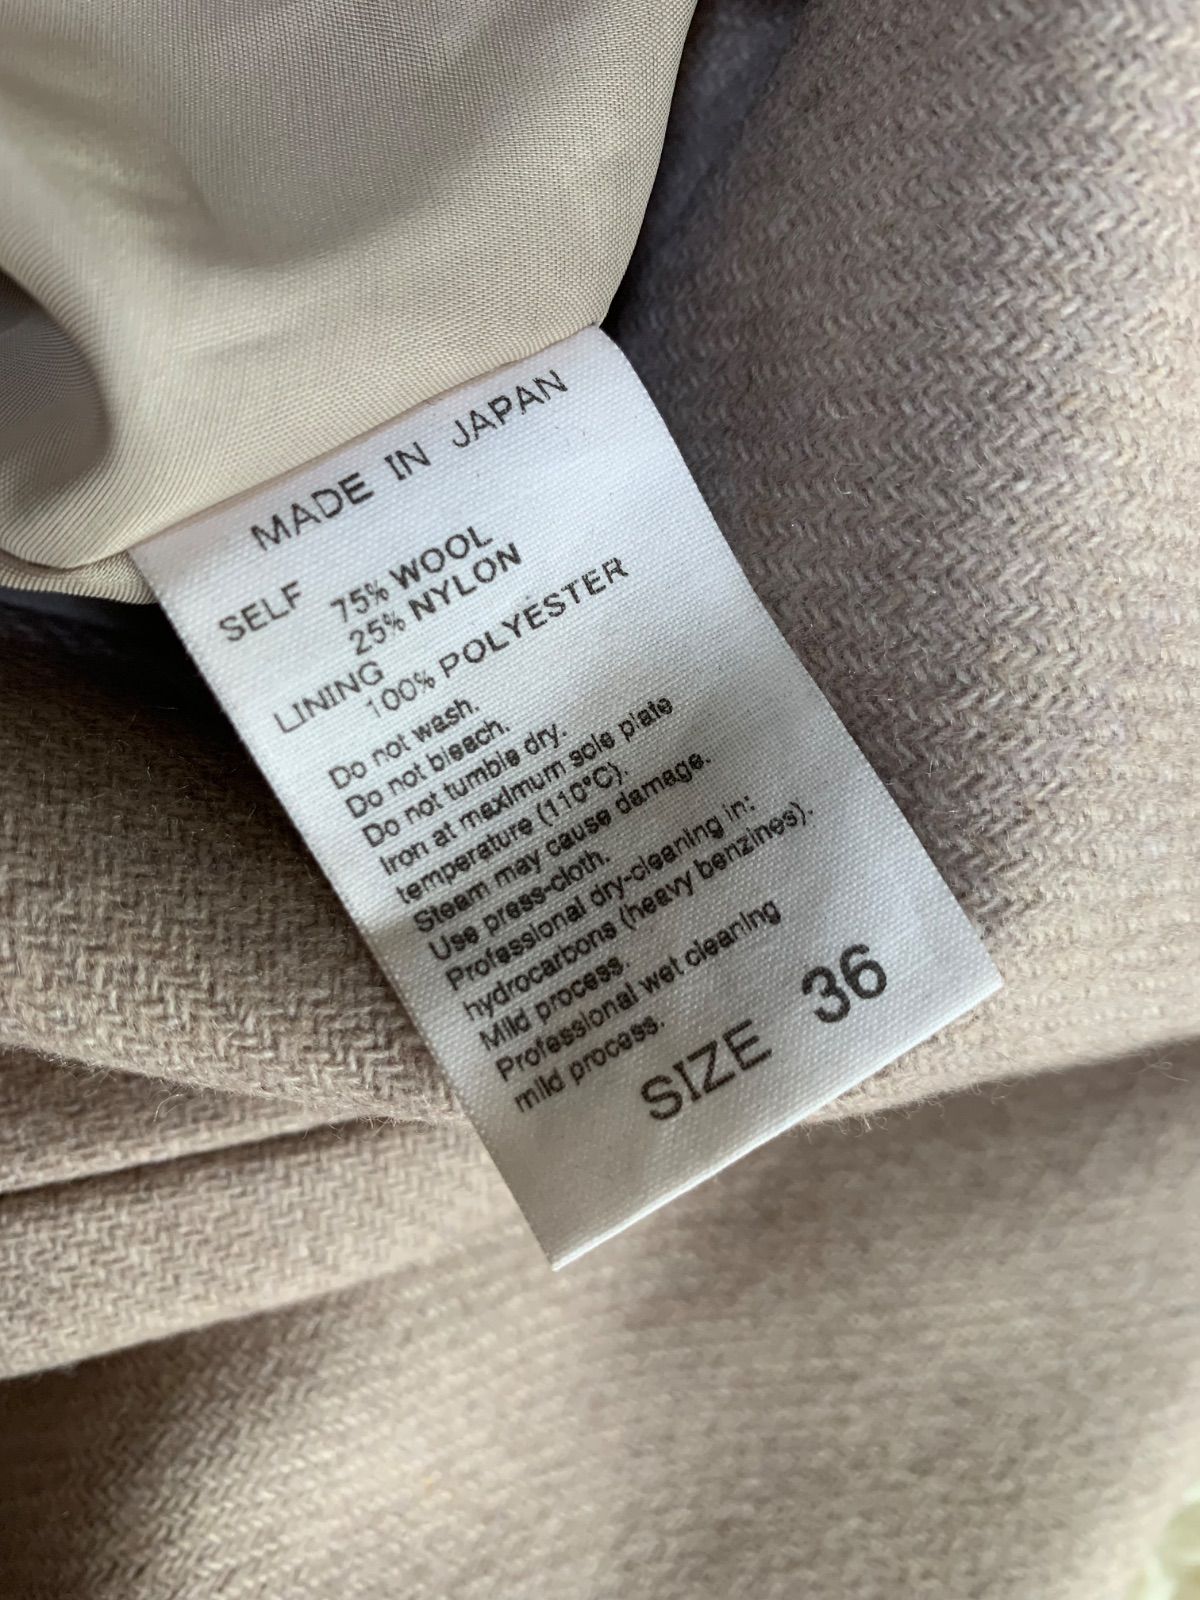 MADE IN JAPAN
SELF 75% WOOL
25% NYLON
LINING
100% POLYESTER
Do not wash.
Do not bleach.
Do not tumble dry.
Iron at maximum sole plate
temperature (110°C).
Steam may cause damage.
Use press-cloth.
Professional dry-cleaning in:
hydrocarbons (heavy benzines).
Mild process.
Professional wet cleaning
mild process.
SIZE 36